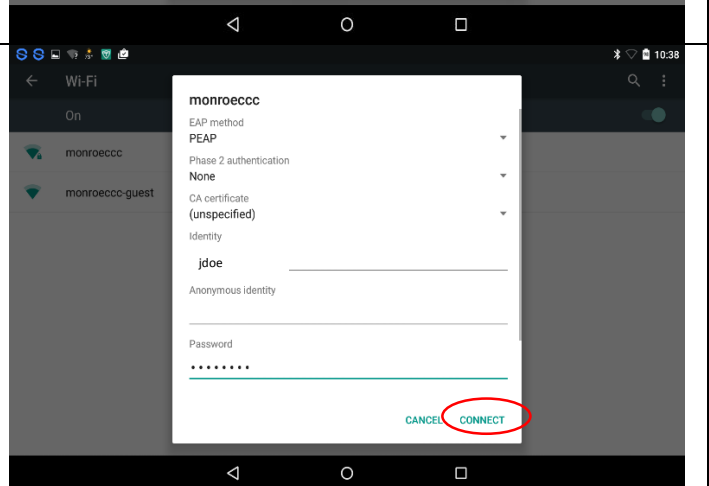 10:38
Wi-Fi
On
monroeccc
monroeccc-guest
monroeccc
EAP method
PEAP
Phase 2 authentication
None
CA certificate
(unspecified)
Identity
jdoe
Anonymous identity
Password
••••••••
CANCEL CONNECT